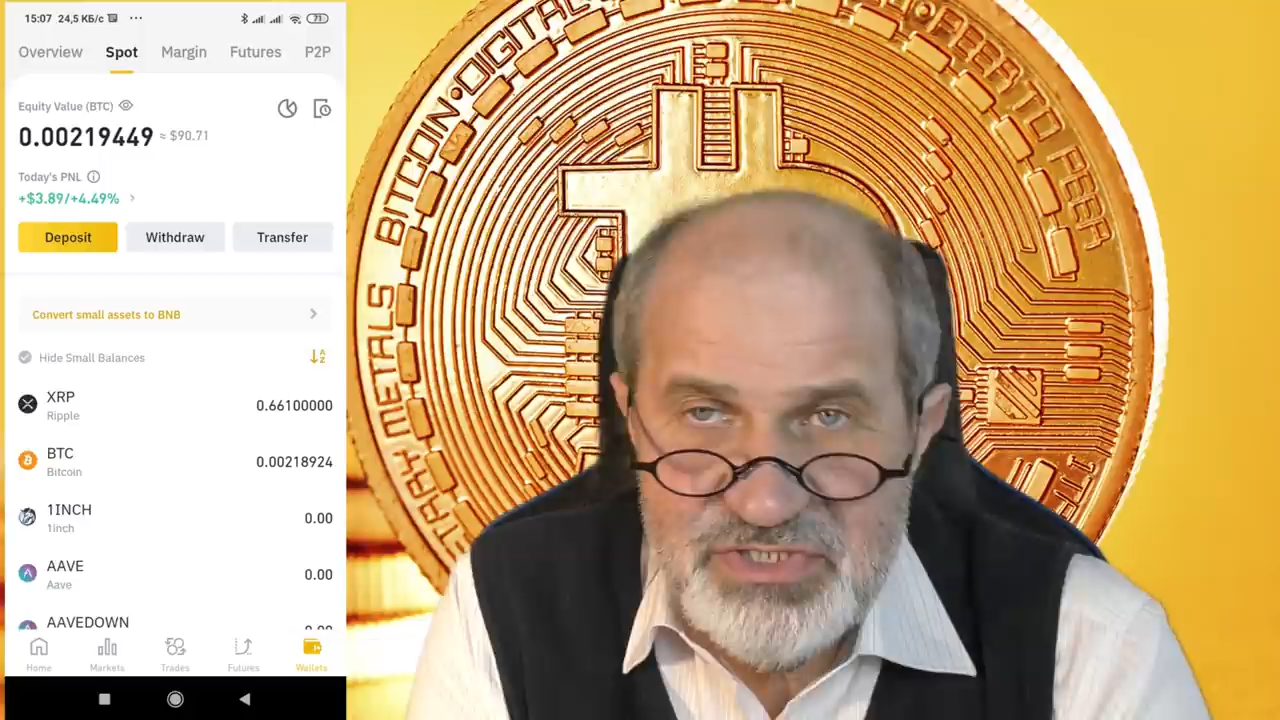 15:07 24,5 КБ/с ... 71
Overview Spot Margin Futures P2P
Equity Value (BTC)
0.00219449 ≈ $90.71
Today's PNL
+$3.89/+4.49%
Deposit Withdraw Transfer
Convert small assets to BNB
Hide Small Balances
XRP
Ripple
0.66100000
BTC
Bitcoin
0.00218924
1INCH
1inch
0.00
AAVE
Aave
0.00
AAVEDOWN
0.00
Home Markets Trades Futures Wallets
BITCOIN•DIGITAL
PEER TO PEER
METALS